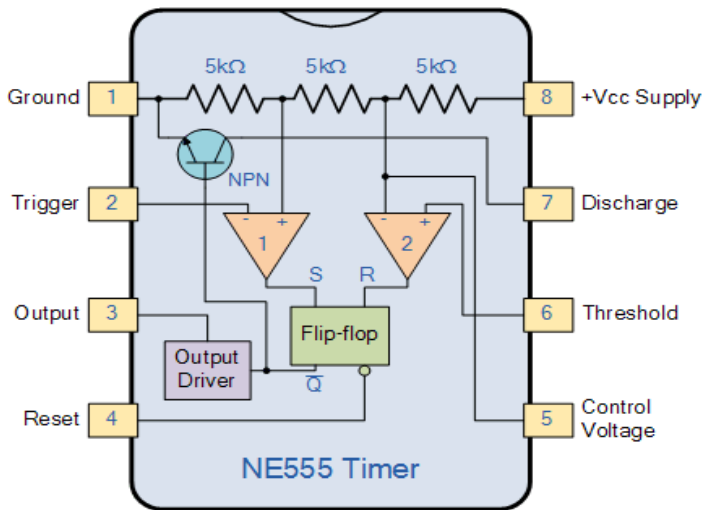 5kΩ 5kΩ 5kΩ
Ground 1 8 +Vcc Supply
NPN
Trigger 2 - + - + 7 Discharge
1 2
S R
Output 3 Flip-flop 6 Threshold
Output
Driver
Q̅
Reset 4 5 Control
Voltage
NE555 Timer